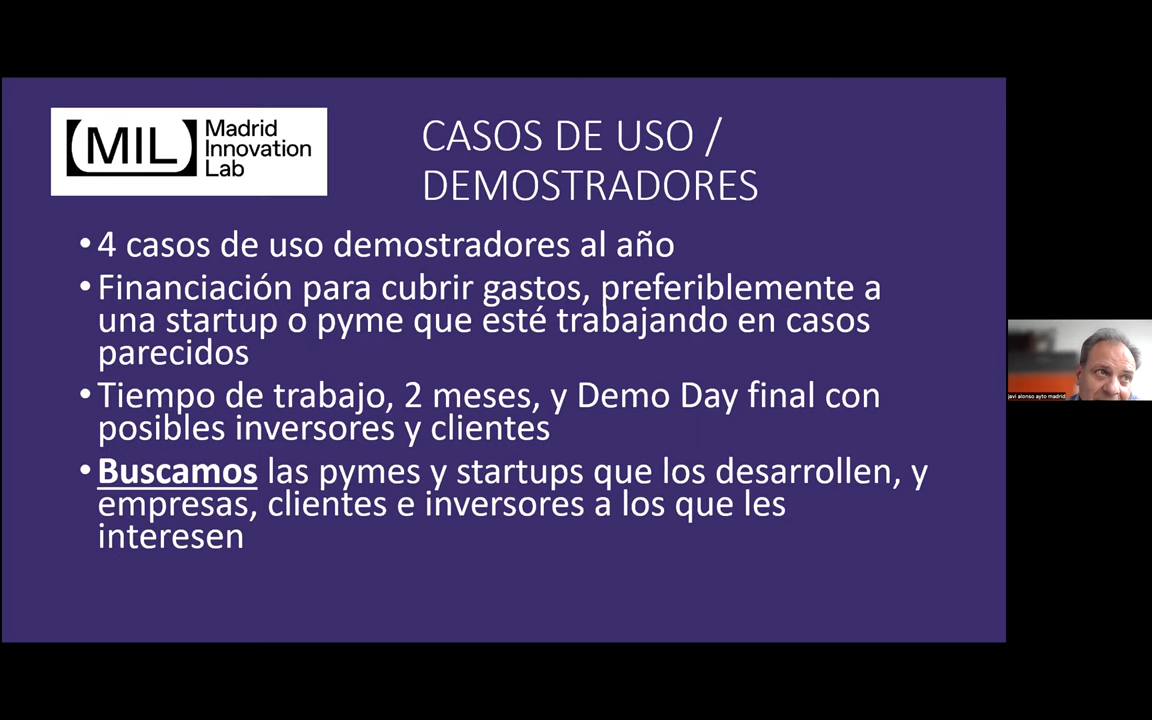 (MIL) Madrid
Innovation
Lab
CASOS DE USO /
DEMOSTRADORES
•4 casos de uso demostradores al año
•Financiación para cubrir gastos, preferiblemente a
una startup o pyme que esté trabajando en casos
parecidos
•Tiempo de trabajo, 2 meses, y Demo Day final con
posibles inversores y clientes
•Buscamos las pymes y startups que los desarrollen, y
empresas, clientes e inversores a los que les
interesen
javi alonso ayto madrid